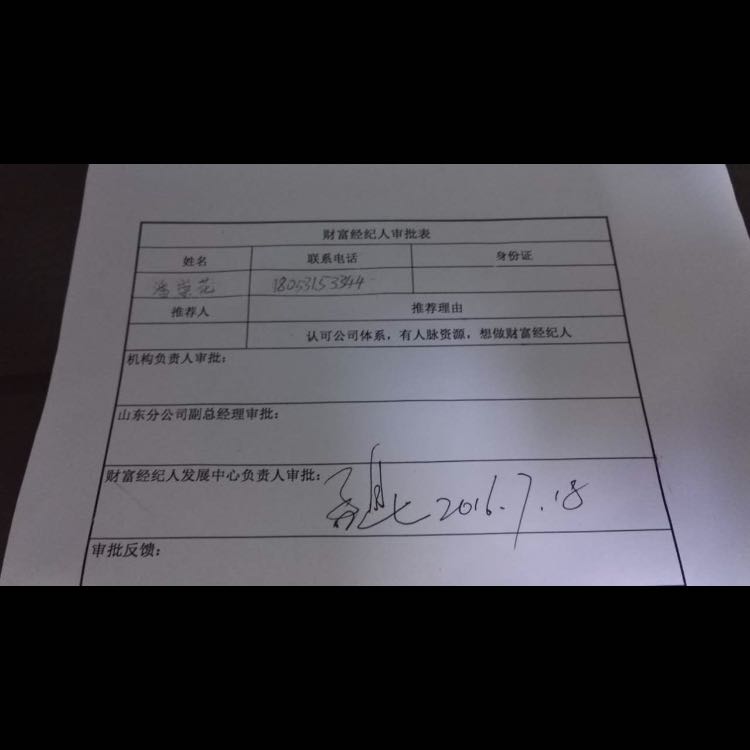 财富经纪人审批表
姓名 联系电话 身份证
18053153344
推荐人 推荐理由
认可公司体系，有人脉资源，想做财富经纪人
机构负责人审批：
山东分公司副总经理审批：
财富经纪人发展中心负责人审批：
2016.7.18
审批反馈：